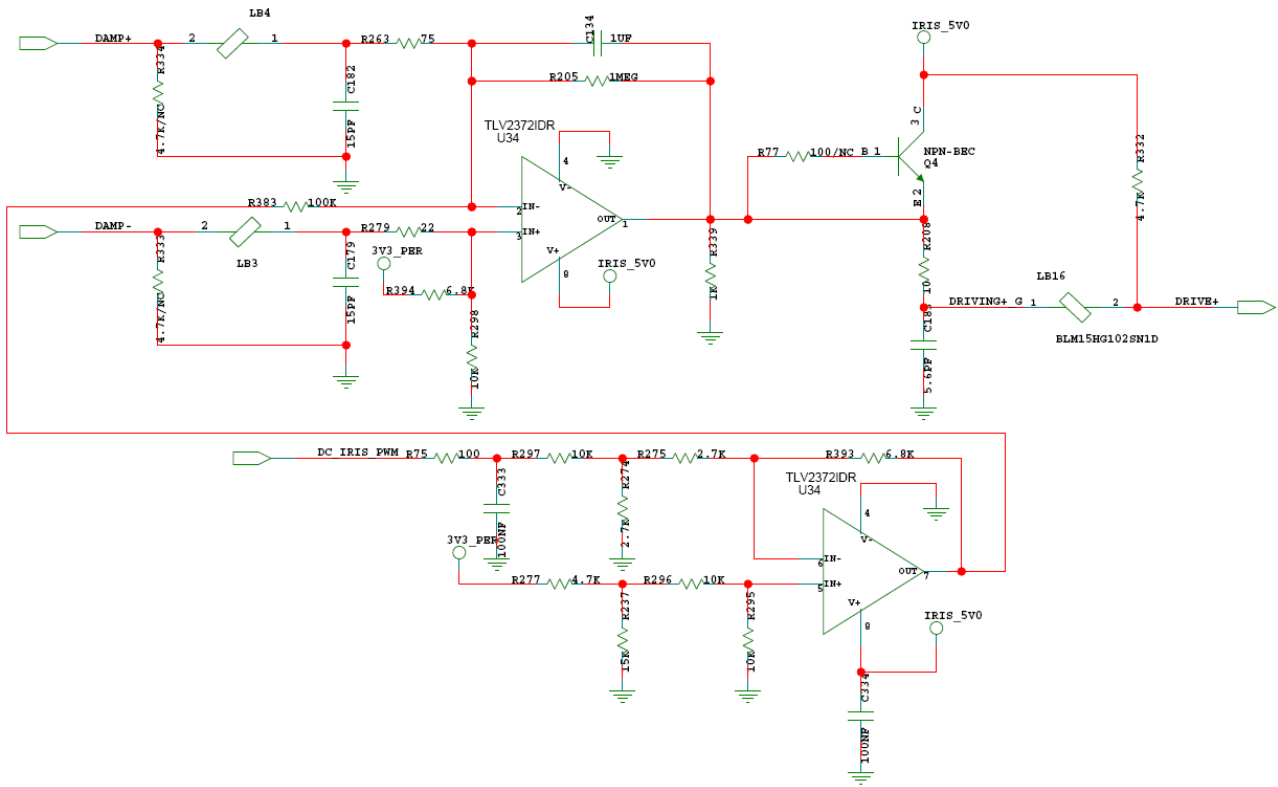 LB4
IRIS_5V0
DAMP+
2
1
R263
75
C134
1UF
R334
4.7K/NC
C182
15PF
R205
1MEG
TLV2372IDR
U34
4
V-
3 C
R77
100/NC
B 1
NPN-BEC
Q4
E 2
R332
4.7K
R383
100K
2
IN-
OUT
1
DAMP-
2
1
R279
22
3
IN+
V+
8
IRIS_5V0
LB3
R333
4.7K/NC
C179
15PF
3V3_PER
R394
6.8K
R298
10K
R339
1K
R208
10
LB16
DRIVING+_G
1
2
DRIVE+
BLM15HG102SN1D
C183
5.6PF
DC_IRIS_PWM
R75
100
R297
10K
R275
2.7K
R393
6.8K
C333
100NF
R274
2.7K
TLV2372IDR
U34
4
V-
3V3_PER
6
IN-
OUT
7
R277
4.7K
R296
10K
5
IN+
V+
8
IRIS_5V0
R237
15K
R295
10K
C334
100NF